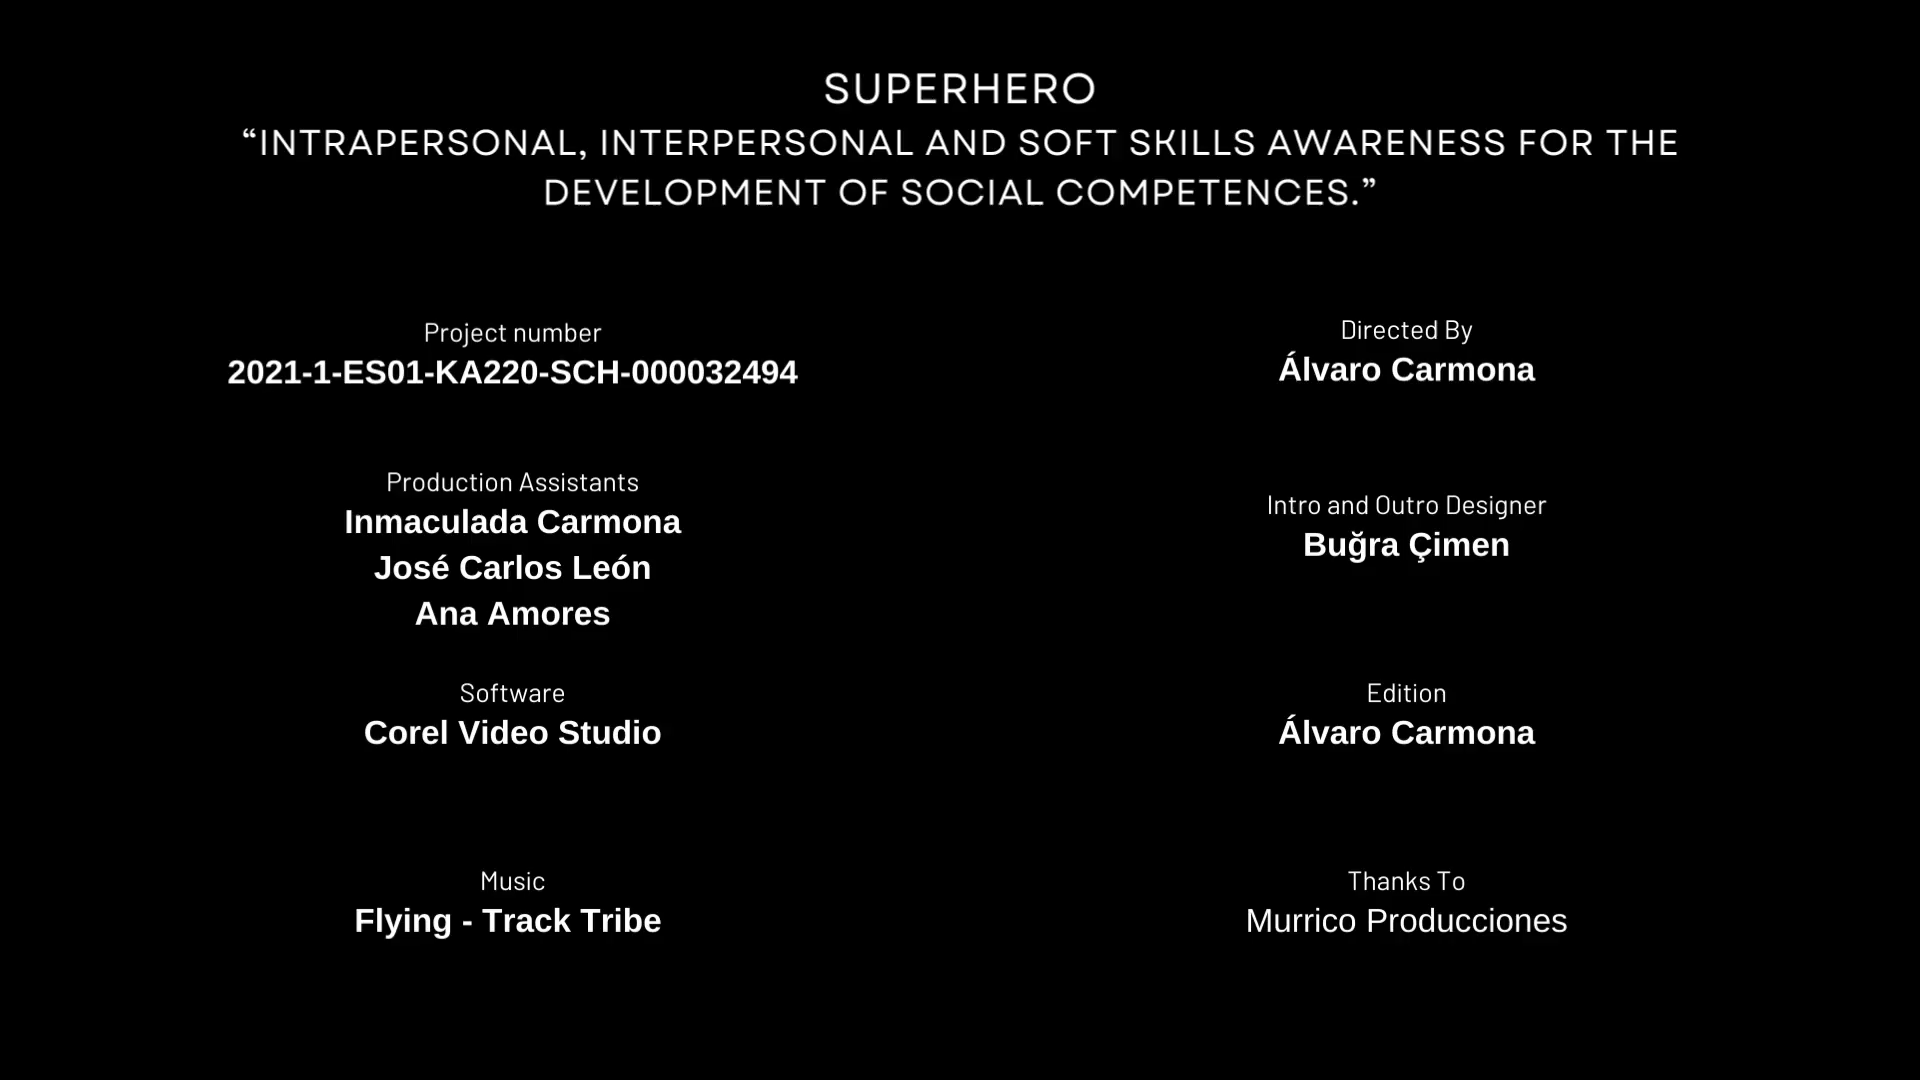 SUPERHERO
“INTRAPERSONAL, INTERPERSONAL AND SOFT SKILLS AWARENESS FOR THE
DEVELOPMENT OF SOCIAL COMPETENCES.”
Project number
2021-1-ES01-KA220-SCH-000032494
Directed By
Álvaro Carmona
Production Assistants
Inmaculada Carmona
José Carlos León
Ana Amores
Intro and Outro Designer
Buğra Çimen
Software
Corel Video Studio
Edition
Álvaro Carmona
Music
Flying - Track Tribe
Thanks To
Murrico Producciones